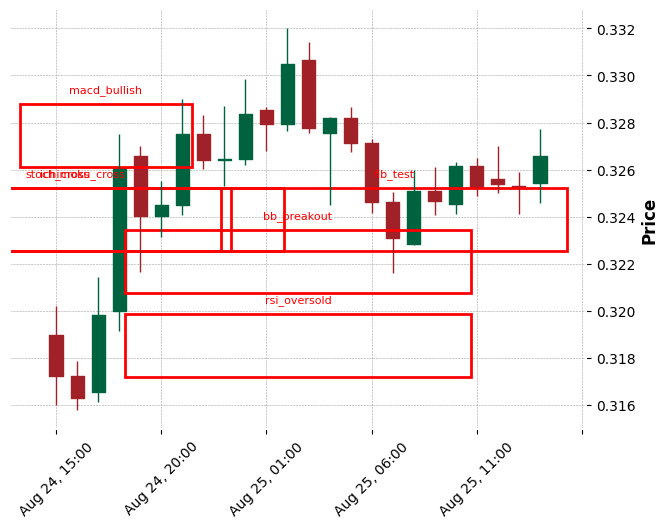 0.332
0.330
macd_bullish
0.328
0.326
fib_test
0.324
bb_breakout
Price
0.322
rsi_oversold
0.320
0.318
0.316
Aug 24, 15:00
Aug 24, 20:00
Aug 25, 01:00
Aug 25, 06:00
Aug 25, 11:00